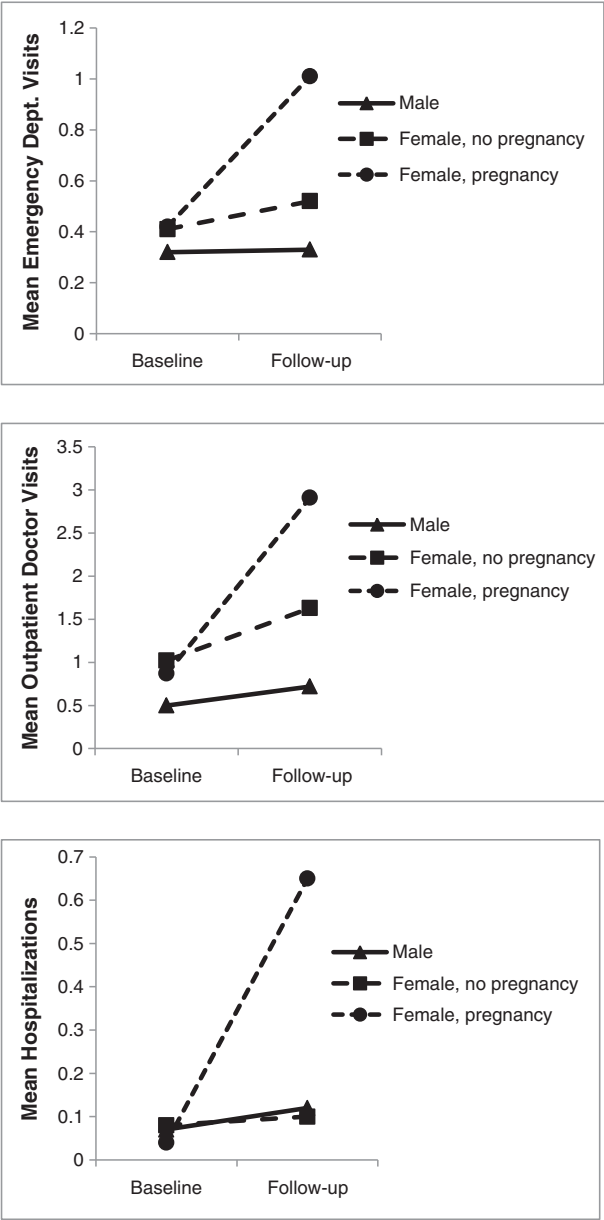 Mean Emergency Dept. Visits
1.2
1
0.8
0.6
0.4
0.2
0
Baseline
Follow-up
Male
Female, no pregnancy
Female, pregnancy
Mean Outpatient Doctor Visits
3.5
3
2.5
2
1.5
1
0.5
0
Baseline
Follow-up
Male
Female, no pregnancy
Female, pregnancy
Mean Hospitalizations
0.7
0.6
0.5
0.4
0.3
0.2
0.1
0
Baseline
Follow-up
Male
Female, no pregnancy
Female, pregnancy